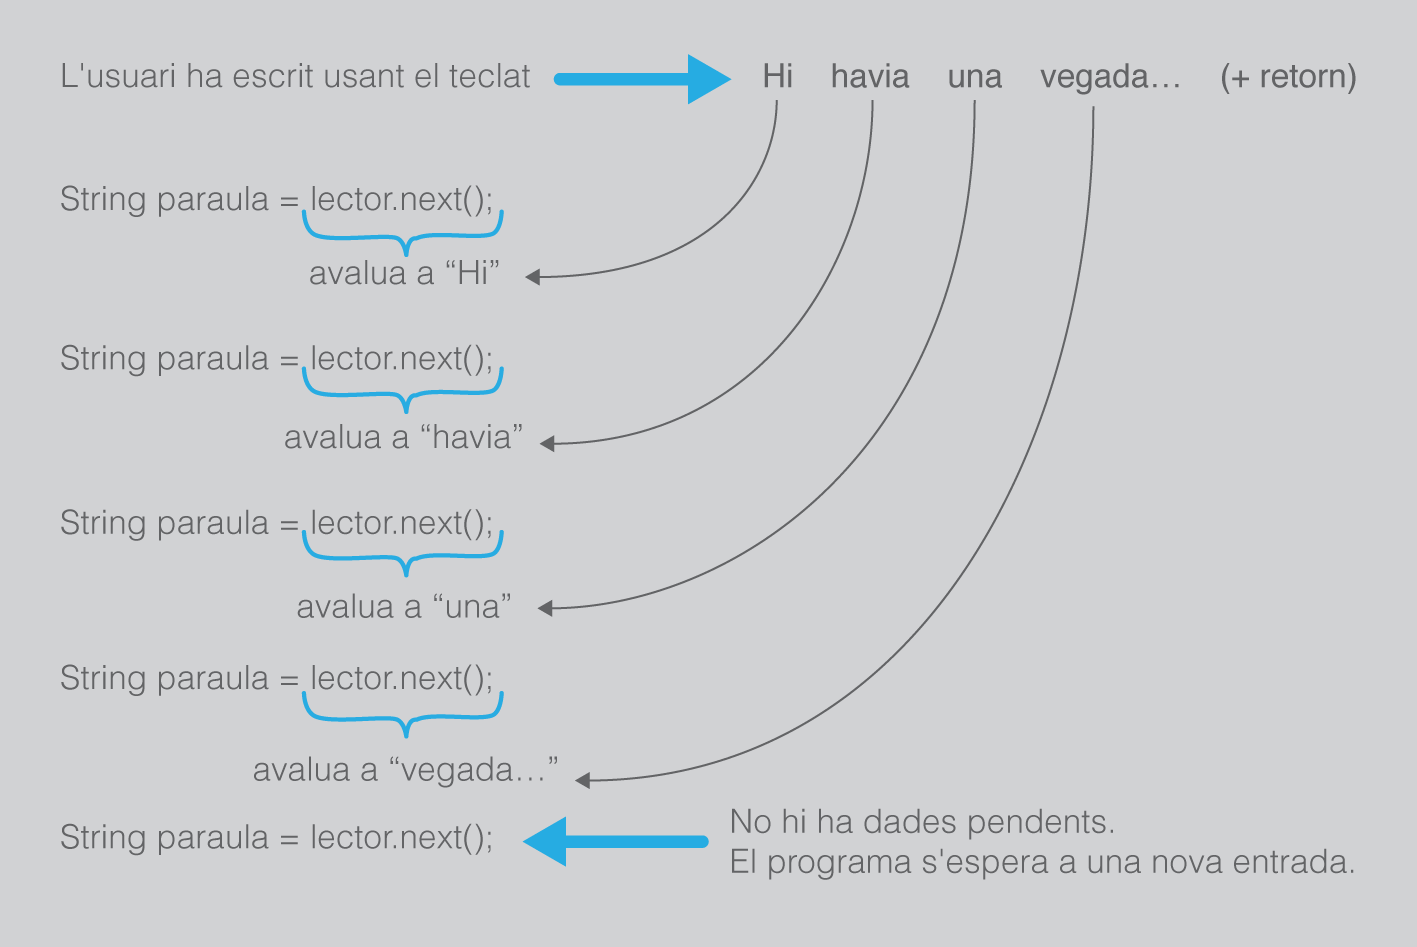 L'usuari ha escrit usant el teclat Hi havia una vegada... (+ retorn)
String paraula = lector.next();
avalua a “Hi”
String paraula = lector.next();
avalua a “havia”
String paraula = lector.next();
avalua a “una”
String paraula = lector.next();
avalua a “vegada...”
String paraula = lector.next();
No hi ha dades pendents.
El programa s'espera a una nova entrada.